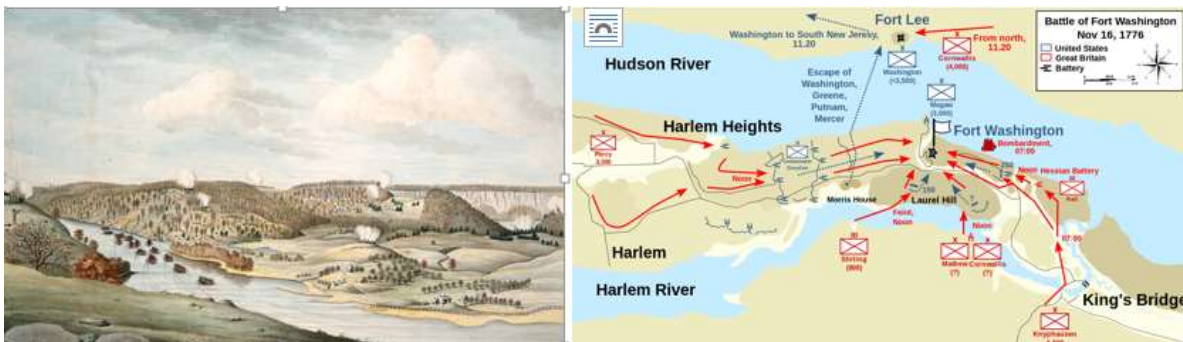 Battle of Fort Washington
Nov 16, 1776
United States
Great Britain
Battery
Fort Lee
Washington to South New Jersey,
11.20
From north,
11.20
Cornwallis
(4,000)
Hudson River
Washington
(<3,500)
Escape of
Washington,
Greene,
Putnam,
Mercer
Magaw
(3,000)
Harlem Heights
Fort Washington
Bombardment,
07:00
Percy
Noon
Noon
Hessian Battery
Rall
250
150
Morris House
Laurel Hill
Feint,
Noon
Noon
07:00
Harlem
Stirling
(800)
Mathew
(?)
Cornwallis
(?)
Harlem River
King's Bridge
Knyphausen